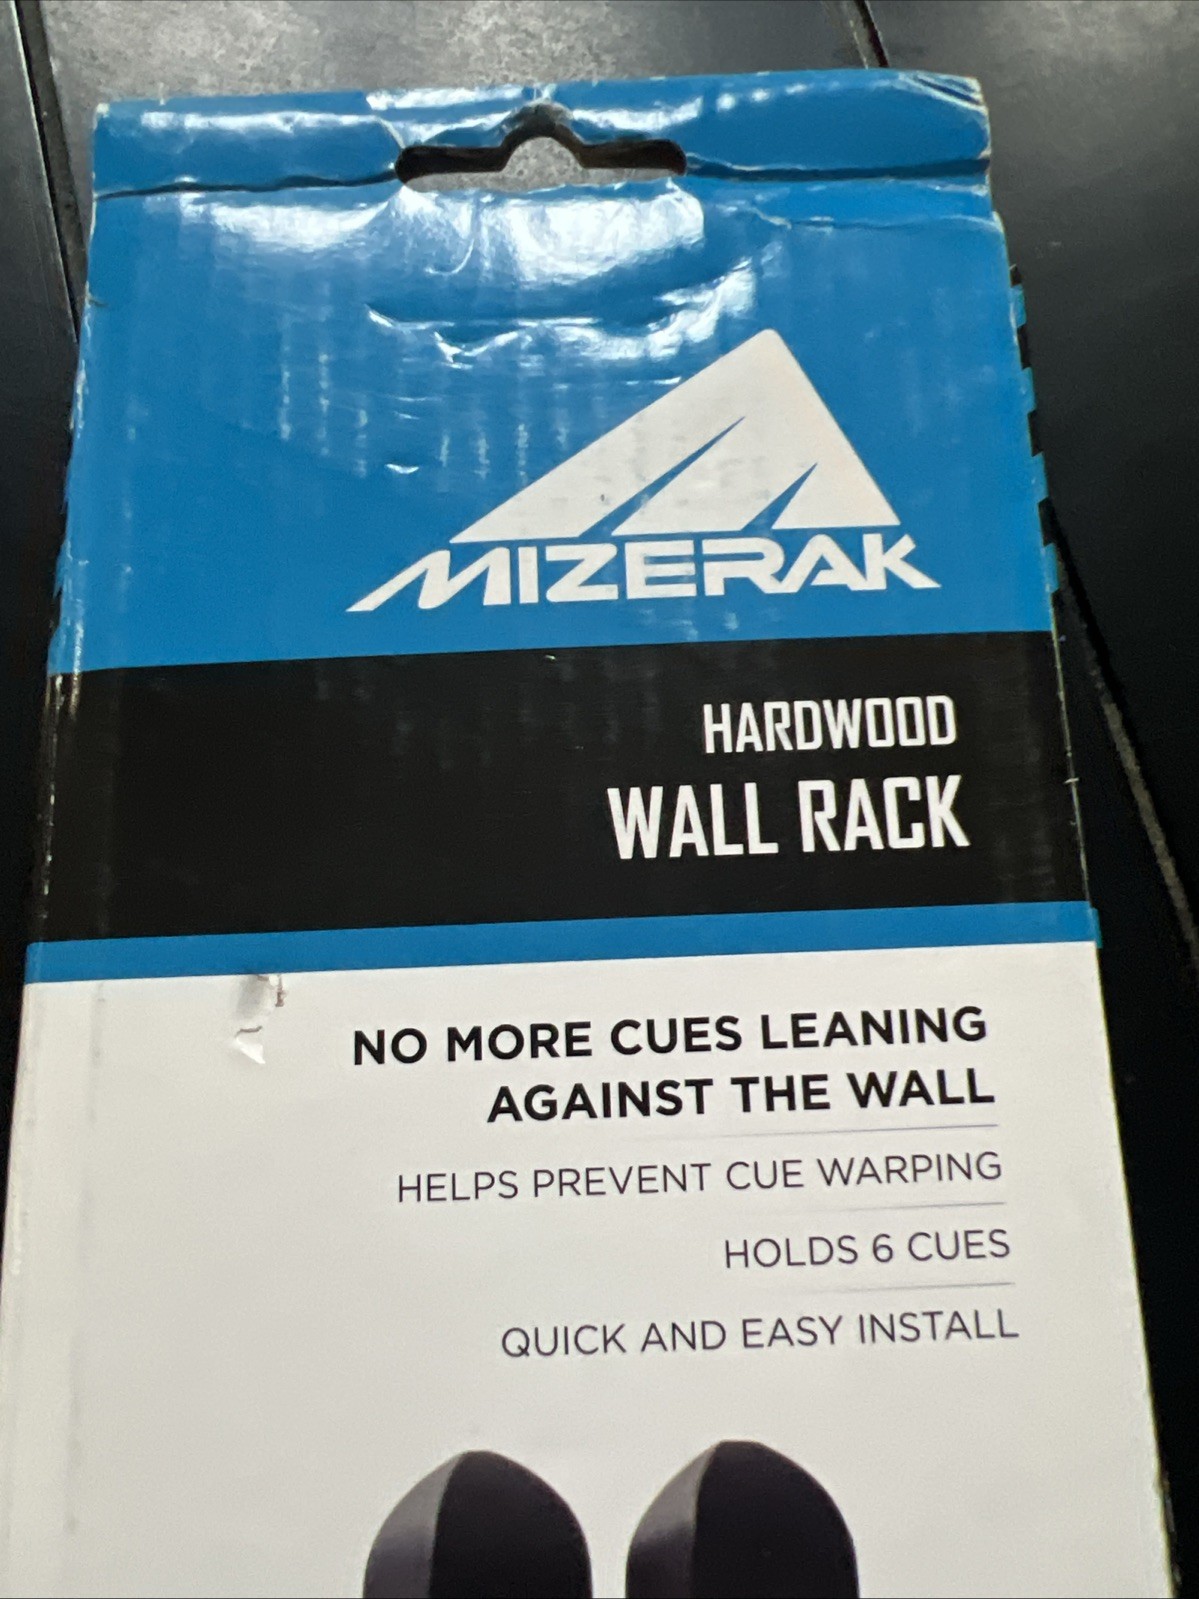 MIZERAK
HARDWOOD
WALL RACK
NO MORE CUES LEANING
AGAINST THE WALL
HELPS PREVENT CUE WARPING
HOLDS 6 CUES
QUICK AND EASY INSTALL